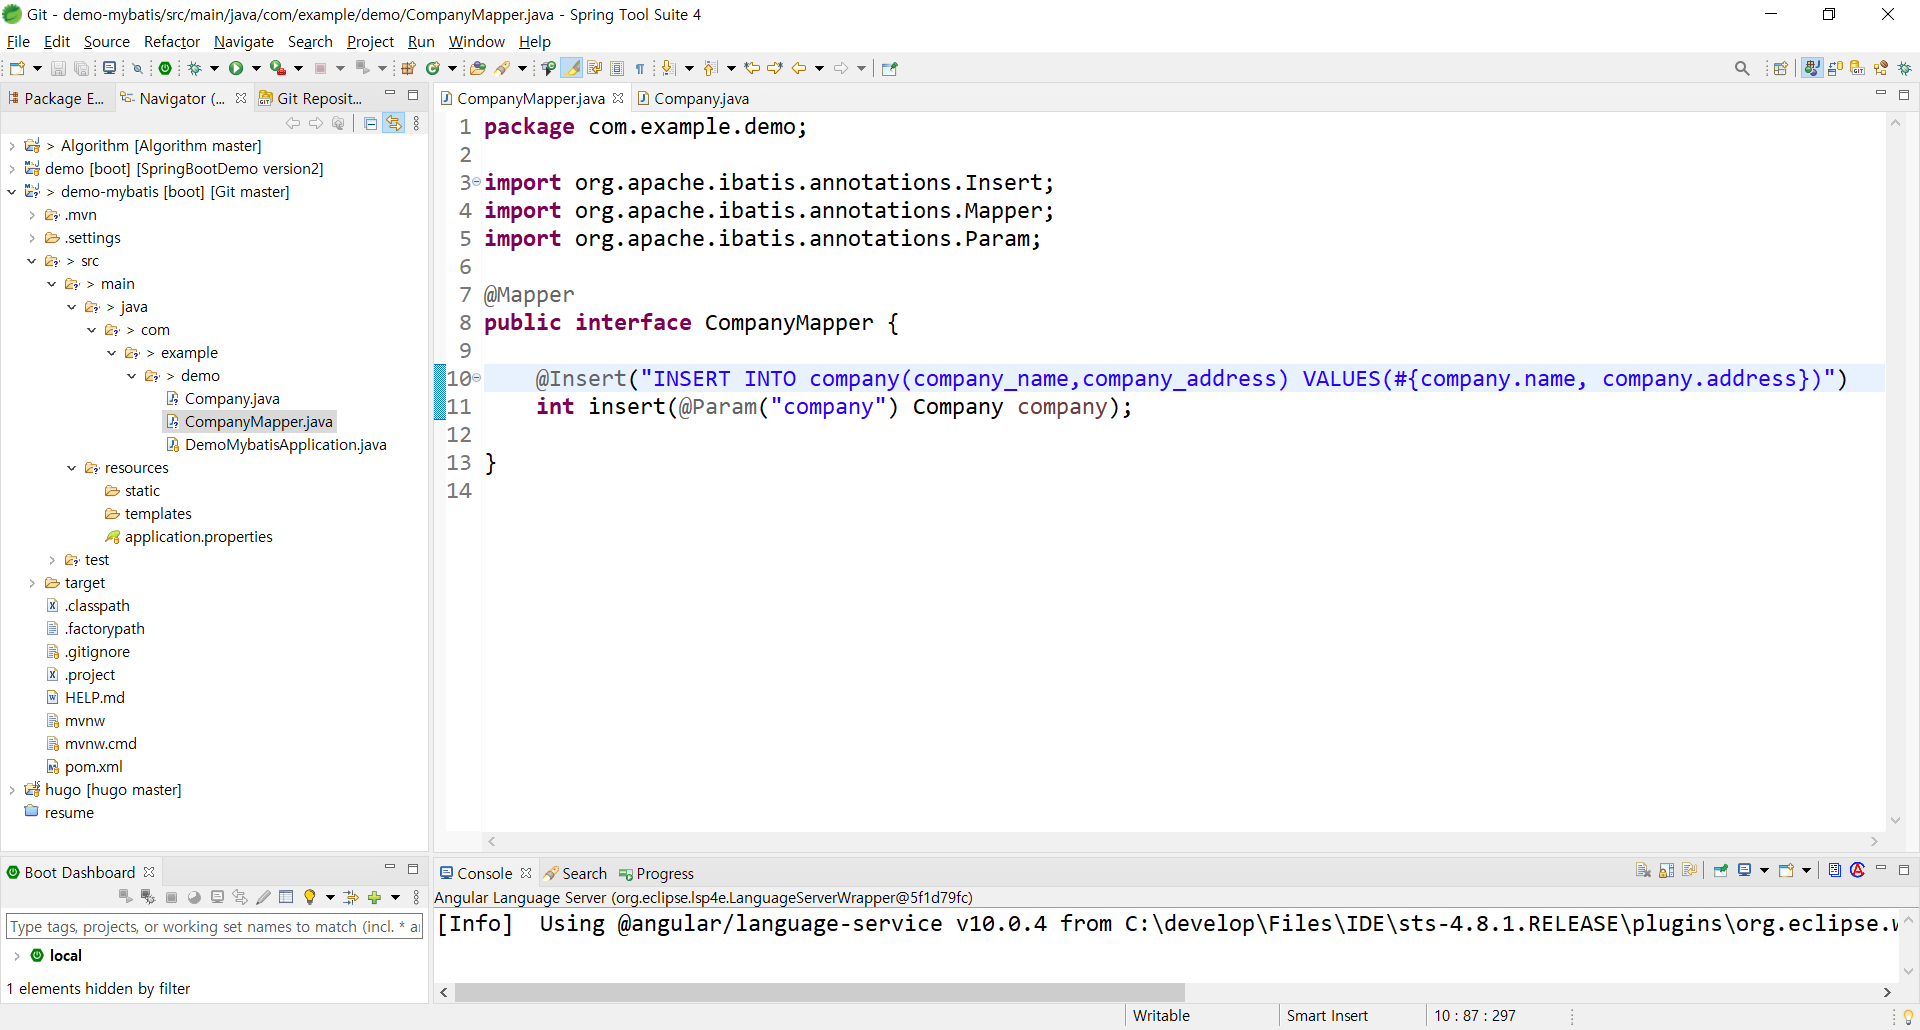 Git - demo-mybatis/src/main/java/com/example/demo/CompanyMapper.java - Spring Tool Suite 4
File Edit Source Refactor Navigate Search Project Run Window Help
Package E... Navigator (... Git Reposit...
> Algorithm [Algorithm master]
demo [boot] [SpringBootDemo version2]
> demo-mybatis [boot] [Git master]
.mvn
.settings
> src
> main
> java
> com
> example
> demo
Company.java
CompanyMapper.java
DemoMybatisApplication.java
resources
static
templates
application.properties
test
target
.classpath
.factorypath
.gitignore
.project
HELP.md
mvnw
mvnw.cmd
pom.xml
hugo [hugo master]
resume
CompanyMapper.java Company.java
1 package com.example.demo;
2
3 import org.apache.ibatis.annotations.Insert;
4 import org.apache.ibatis.annotations.Mapper;
5 import org.apache.ibatis.annotations.Param;
6
7 @Mapper
8 public interface CompanyMapper {
9
10 @Insert("INSERT INTO company(company_name,company_address) VALUES(#{company.name, company.address})")
11 int insert(@Param("company") Company company);
12
13 }
14
Boot Dashboard
Type tags, projects, or working set names to match (incl. * a
local
1 elements hidden by filter
Console Search Progress
Angular Language Server (org.eclipse.lsp4e.LanguageServerWrapper@5f1d79fc)
[Info] Using @angular/language-service v10.0.4 from C:\develop\Files\IDE\sts-4.8.1.RELEASE\plugins\org.eclipse.w
Writable Smart Insert 10 : 87 : 297